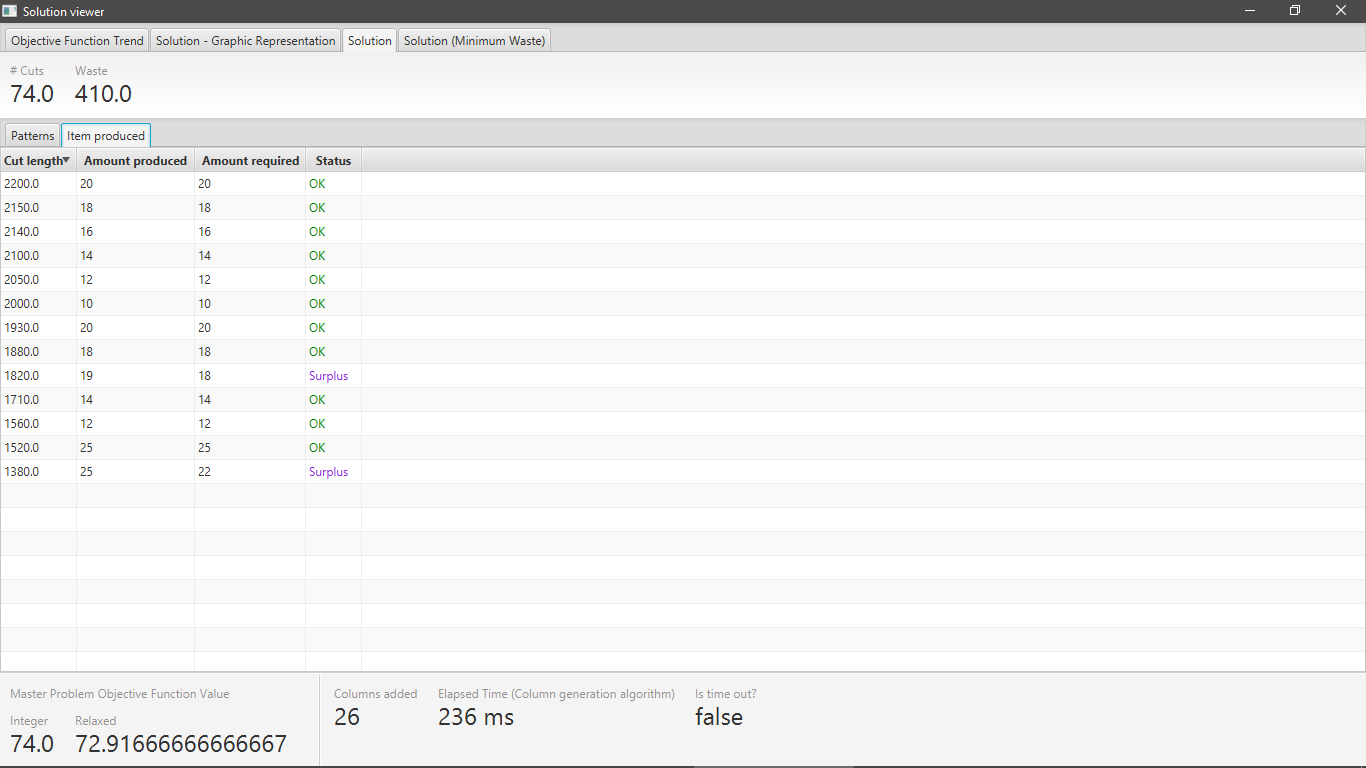 Solution viewer
Objective Function Trend Solution - Graphic Representation Solution Solution (Minimum Waste)
# Cuts Waste
74.0 410.0
Patterns Item produced
Cut length Amount produced Amount required Status
2200.0 20 20 OK
2150.0 18 18 OK
2140.0 16 16 OK
2100.0 14 14 OK
2050.0 12 12 OK
2000.0 10 10 OK
1930.0 20 20 OK
1880.0 18 18 OK
1820.0 19 18 Surplus
1710.0 14 14 OK
1560.0 12 12 OK
1520.0 25 25 OK
1380.0 25 22 Surplus
Master Problem Objective Function Value
Integer Relaxed
74.0 72.91666666666667
Columns added Elapsed Time (Column generation algorithm) Is time out?
26 236 ms false